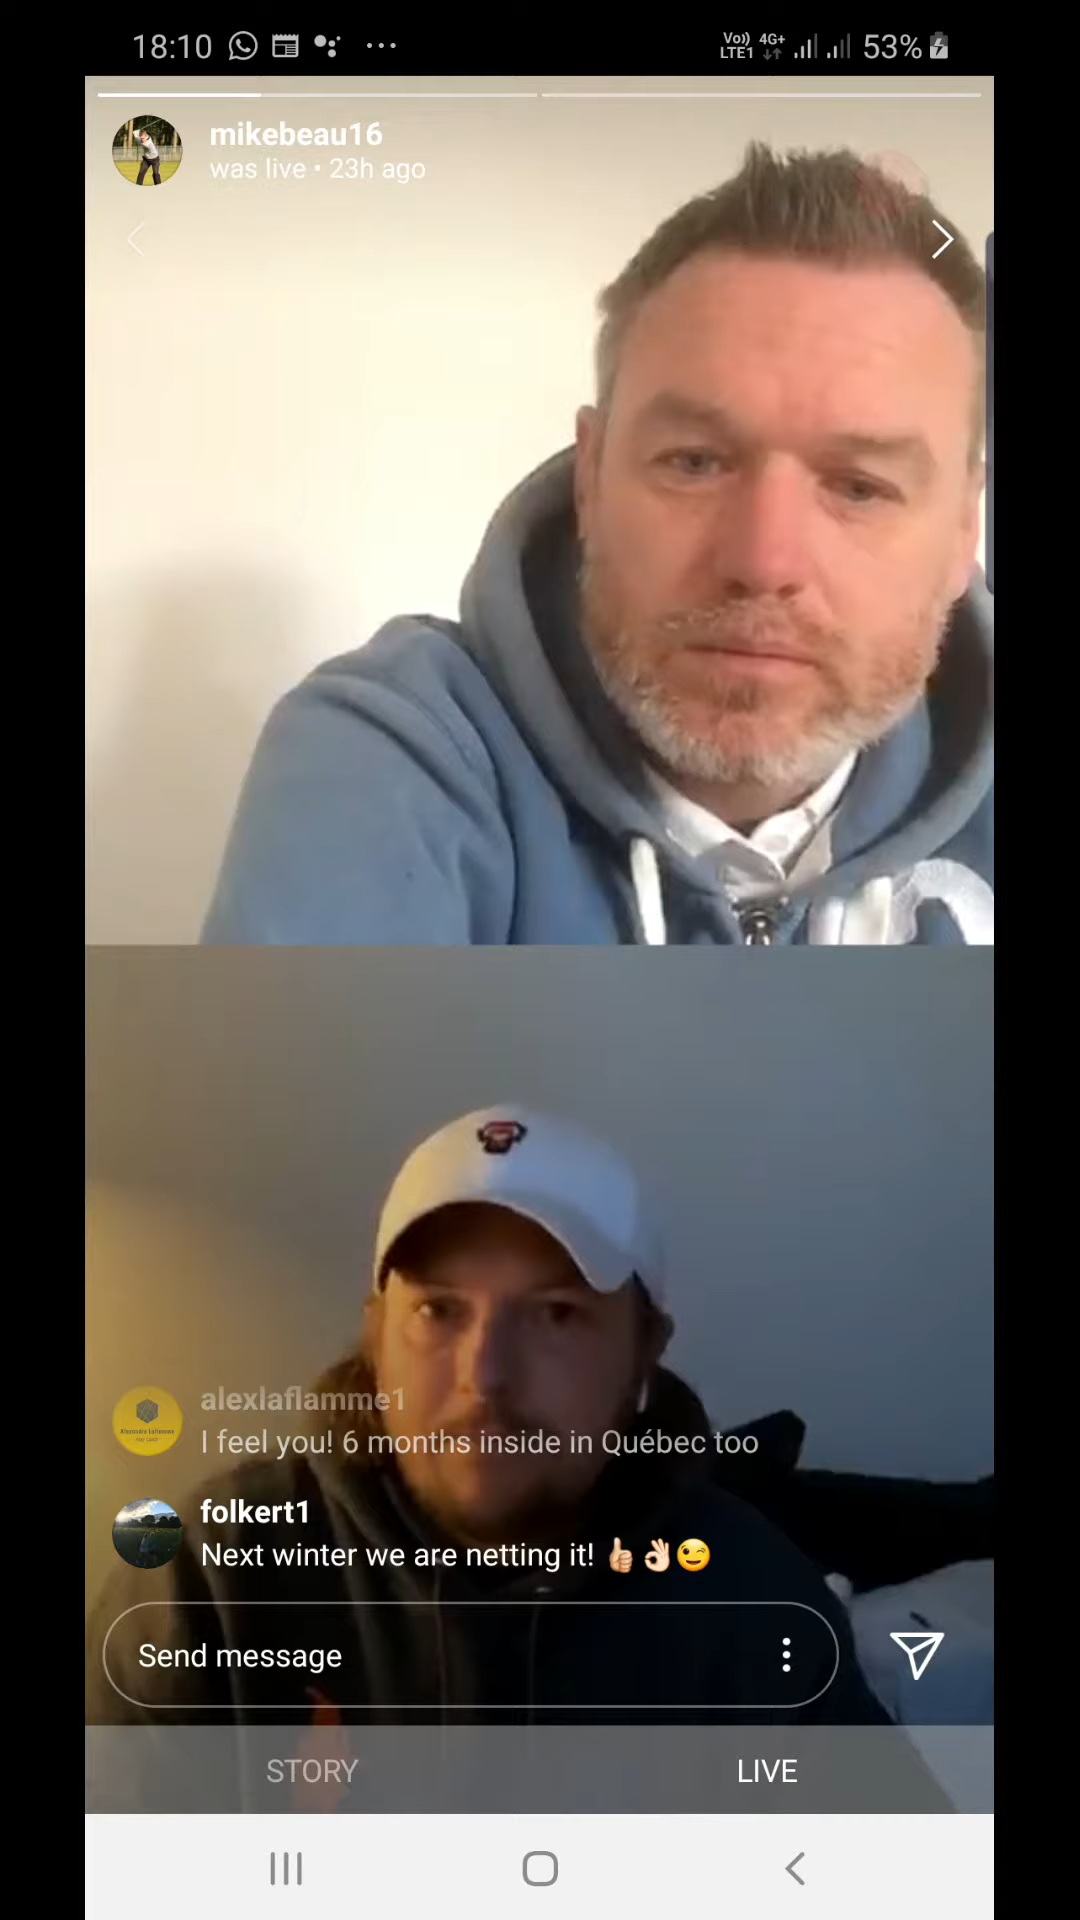 18:10
Vo)) 4G+ 53%
LTE1
mikebeau16
was live • 23h ago
alexlaflamme1
I feel you! 6 months inside in Québec too
folkert1
Next winter we are netting it! 👍🏻👌🏻😉
Send message
STORY LIVE